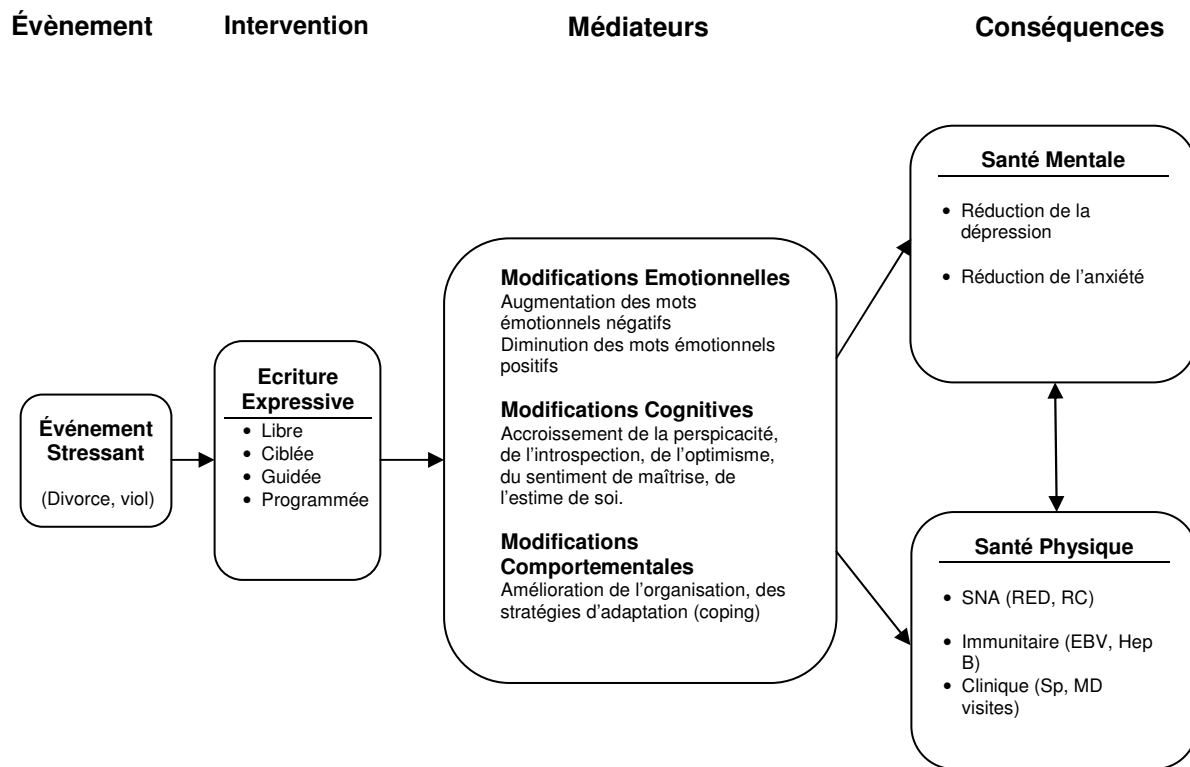 Évènement
Intervention
Médiateurs
Conséquences
Événement
Stressant
(Divorce, viol)
Ecriture
Expressive
• Libre
• Ciblée
• Guidée
• Programmée
Modifications Emotionnelles
Augmentation des mots
émotionnels négatifs
Diminution des mots émotionnels
positifs
Modifications Cognitives
Accroissement de la perspicacité,
de l'introspection, de l'optimisme,
du sentiment de maîtrise, de
l'estime de soi.
Modifications
Comportementales
Amélioration de l'organisation, des
stratégies d'adaptation (coping)
Santé Mentale
• Réduction de la
dépression
• Réduction de l'anxiété
Santé Physique
• SNA (RED, RC)
• Immunitaire (EBV, Hep
B)
• Clinique (Sp, MD
visites)